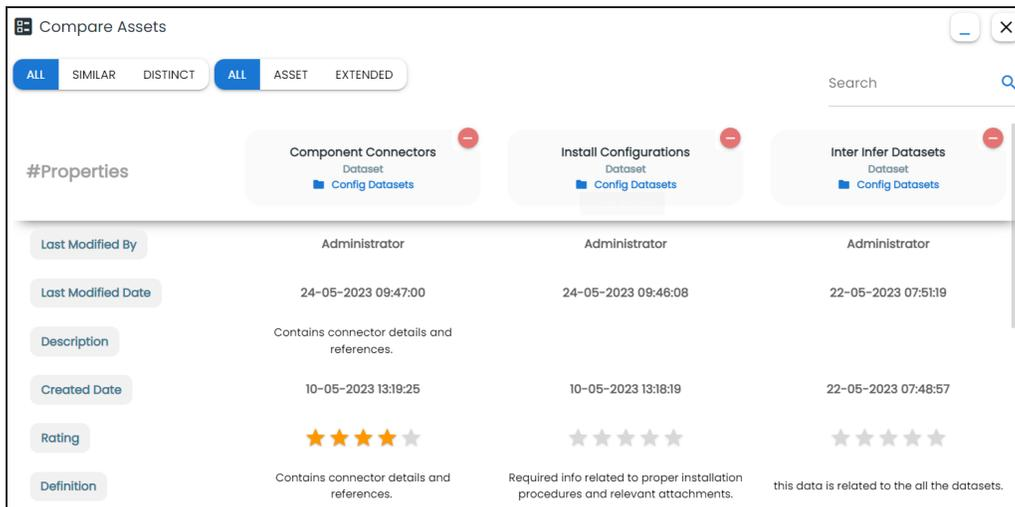 Compare Assets
ALL SIMILAR DISTINCT ALL ASSET EXTENDED
Search
#Properties
Component Connectors
Dataset
Config Datasets
Install Configurations
Dataset
Config Datasets
Inter Infer Datasets
Dataset
Config Datasets
Last Modified By Administrator Administrator Administrator
Last Modified Date 24-05-2023 09:47:00 24-05-2023 09:46:08 22-05-2023 07:51:19
Description
Contains connector details and
references.
Created Date 10-05-2023 13:19:25 10-05-2023 13:18:19 22-05-2023 07:48:57
Rating
Definition
Contains connector details and
references.
Required info related to proper installation
procedures and relevant attachments.
this data is related to the all the datasets.